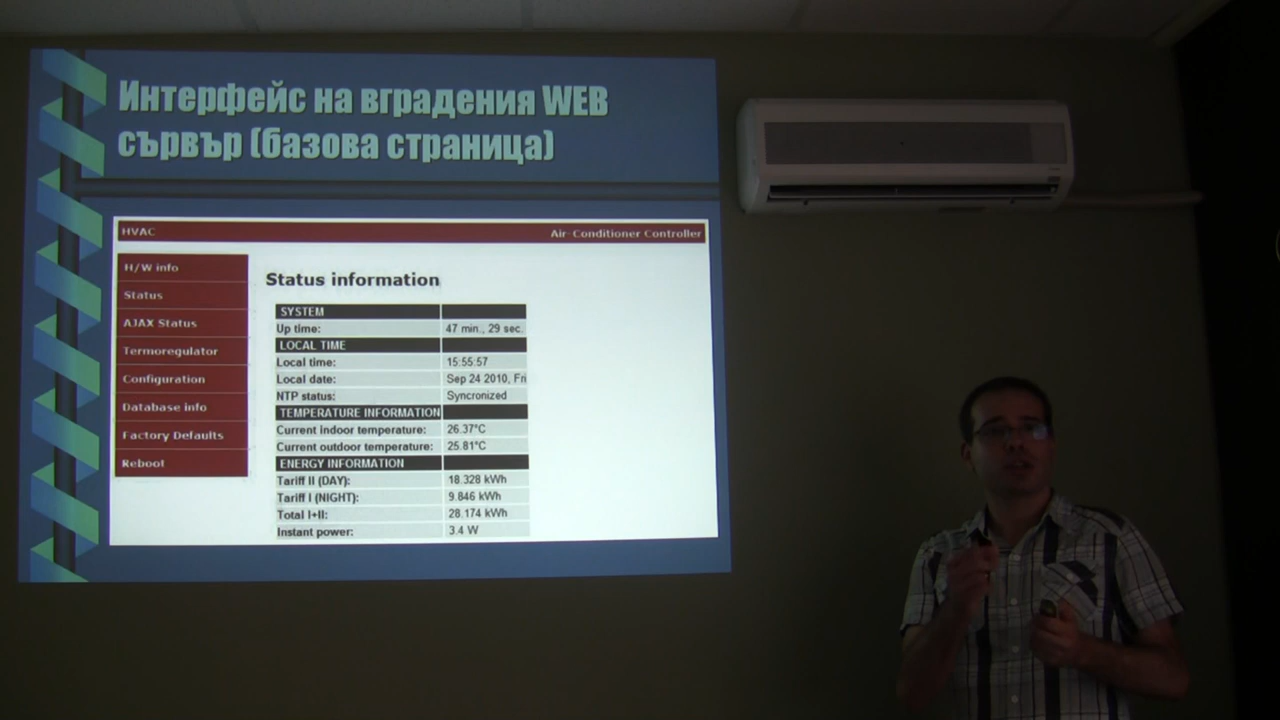 Интерфейс на вградения WEB
сървър (базова страница)
HVAC Air-Conditioner Controller
H/W info
Status
AJAX Status
Termoregulator
Configuration
Database info
Factory Defaults
Reboot
Status information
SYSTEM
Up time: 47 min., 29 sec.
LOCAL TIME
Local time: 15:55:57
Local date: Sep 24 2010, Fri
NTP status: Syncronized
TEMPERATURE INFORMATION
Current indoor temperature: 26.37°C
Current outdoor temperature: 25.81°C
ENERGY INFORMATION
Tariff II (DAY): 18.328 kWh
Tariff I (NIGHT): 9.846 kWh
Total I+II: 28.174 kWh
Instant power: 3.4 W